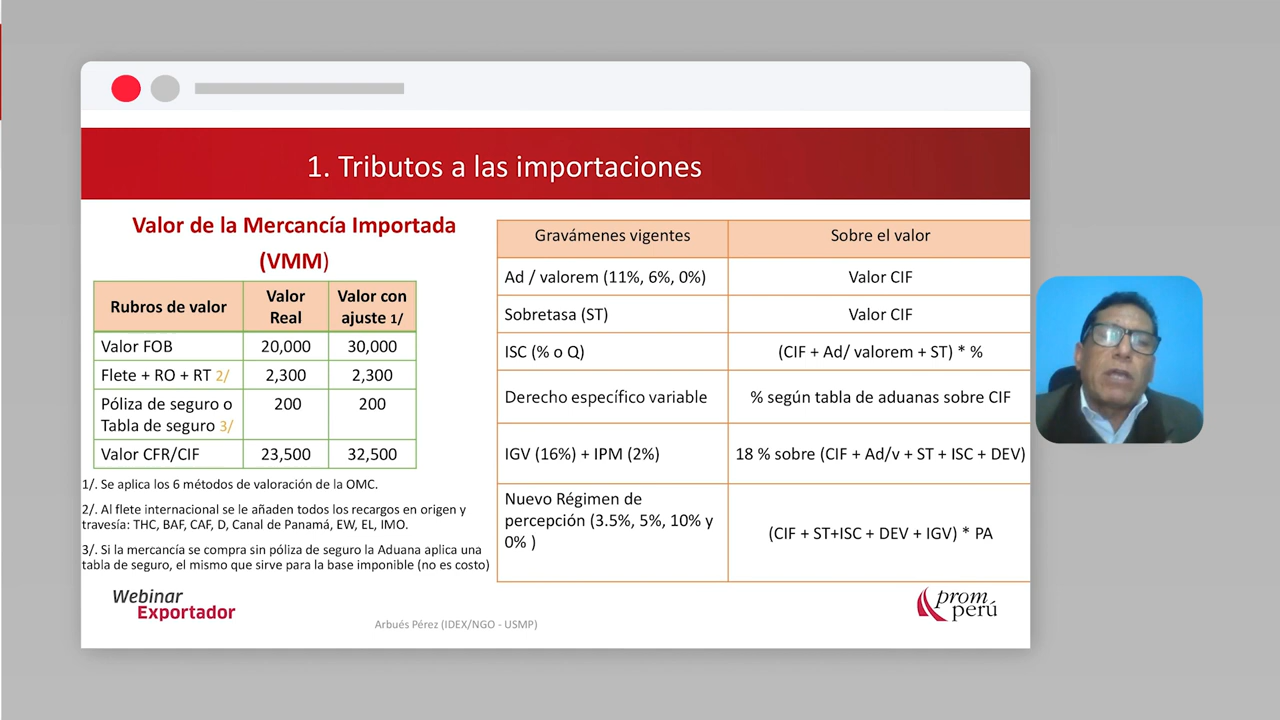 1. Tributos a las importaciones
Valor de la Mercancía Importada
(VMM)
Rubros de valor
Valor
Real
Valor con
ajuste 1/
Valor FOB
20,000
30,000
Flete + RO + RT 2/
2,300
2,300
Póliza de seguro o
Tabla de seguro 3/
200
200
Valor CFR/CIF
23,500
32,500
1/. Se aplica los 6 métodos de valoración de la OMC.
2/. Al flete internacional se le añaden todos los recargos en origen y
travesía: THC, BAF, CAF, D, Canal de Panamá, EW, EL, IMO.
3/. Si la mercancía se compra sin póliza de seguro la Aduana aplica una
tabla de seguro, el mismo que sirve para la base imponible (no es costo)
Gravámenes vigentes
Sobre el valor
Ad / valorem (11%, 6%, 0%)
Valor CIF
Sobretasa (ST)
Valor CIF
ISC (% o Q)
(CIF + Ad/ valorem + ST) * %
Derecho específico variable
% según tabla de aduanas sobre CIF
IGV (16%) + IPM (2%)
18 % sobre (CIF + Ad/v + ST + ISC + DEV)
Nuevo Régimen de
percepción (3.5%, 5%, 10% y
0% )
(CIF + ST+ISC + DEV + IGV) * PA
Webinar
Exportador
Arbués Pérez (IDEX/NGO - USMP)
prom
perú